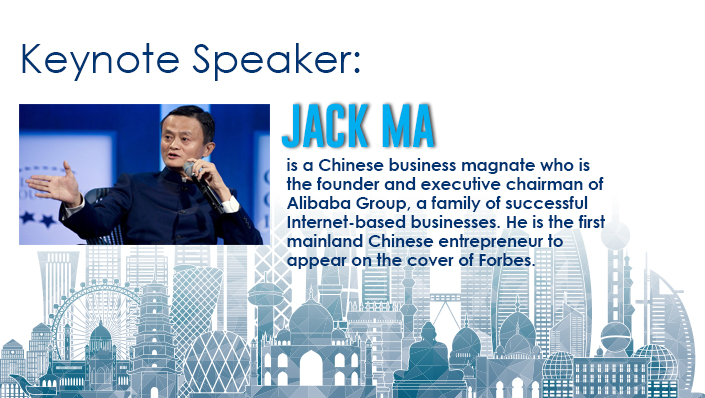 Keynote Speaker:
JACK MA
is a Chinese business magnate who is
the founder and executive chairman of
Alibaba Group, a family of successful
Internet-based businesses. He is the first
mainland Chinese entrepreneur to
appear on the cover of Forbes.